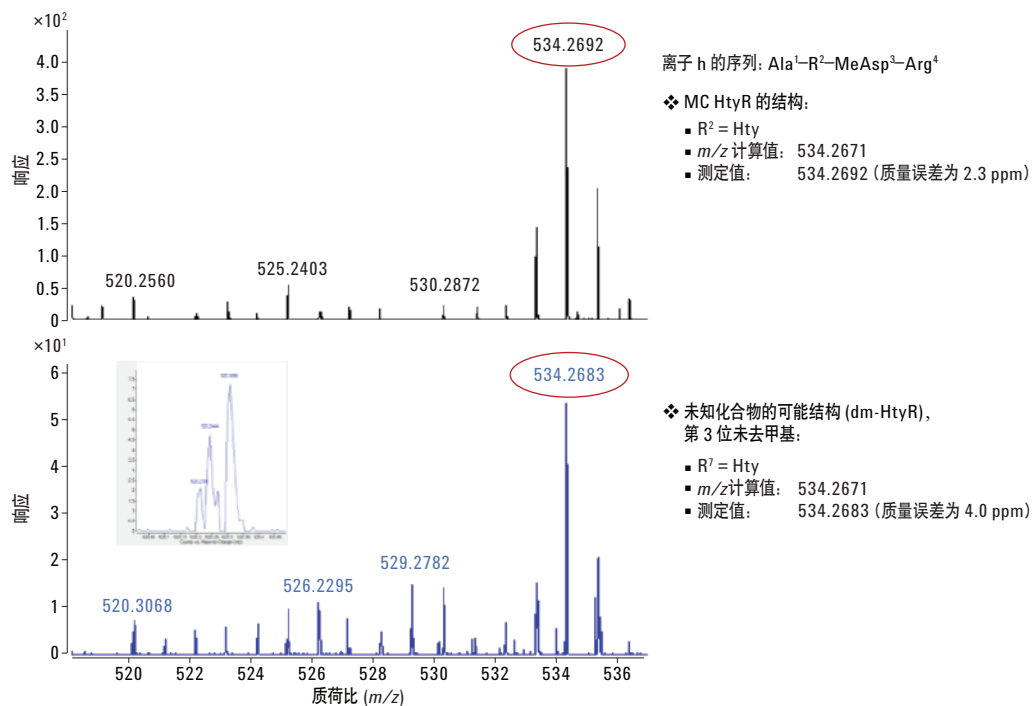 ×10²
4.0
3.5
3.0
2.5
2.0
1.5
1.0
0.5
0
响应
534.2692
520.2560
525.2403
530.2872
离子 h 的序列: Ala¹–R²–MeAsp³–Arg⁴
❖ MC HtyR 的结构:
▪ R² = Hty
▪ m/z 计算值: 534.2671
▪ 测定值: 534.2692 (质量误差为 2.3 ppm)
×10¹
6
5
4
3
2
1
0
响应
534.2683
520.3068
526.2295
529.2782
❖ 未知化合物的可能结构 (dm-HtyR),
第 3 位未去甲基:
▪ R⁷ = Hty
▪ m/z计算值: 534.2671
▪ 测定值: 534.2683 (质量误差为 4.0 ppm)
520 522 524 526 528 530 532 534 536
质荷比 (m/z)